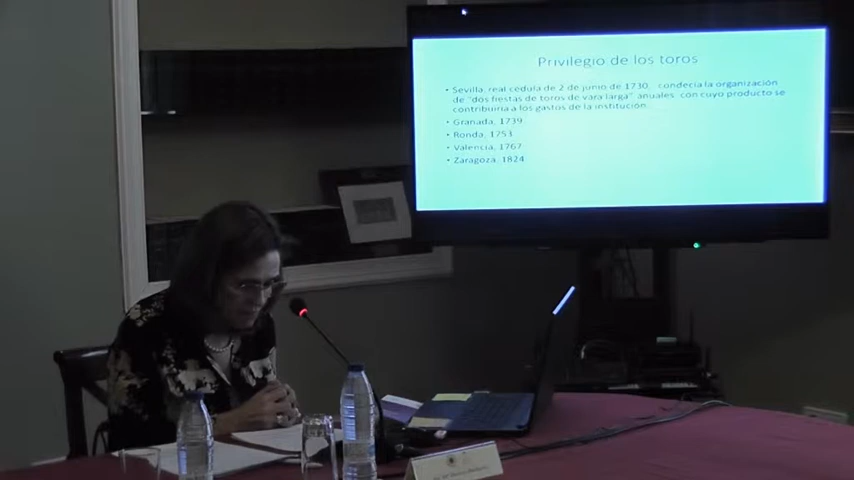 Privilegio de los toros
• Sevilla, real cédula de 2 de junio de 1730, condecía la organización
de "dos fiestas de toros de vara larga" anuales con cuyo producto se
contribuiría a los gastos de la institución.
• Granada, 1739
• Ronda, 1753
• Valencia, 1767
• Zaragoza, 1824